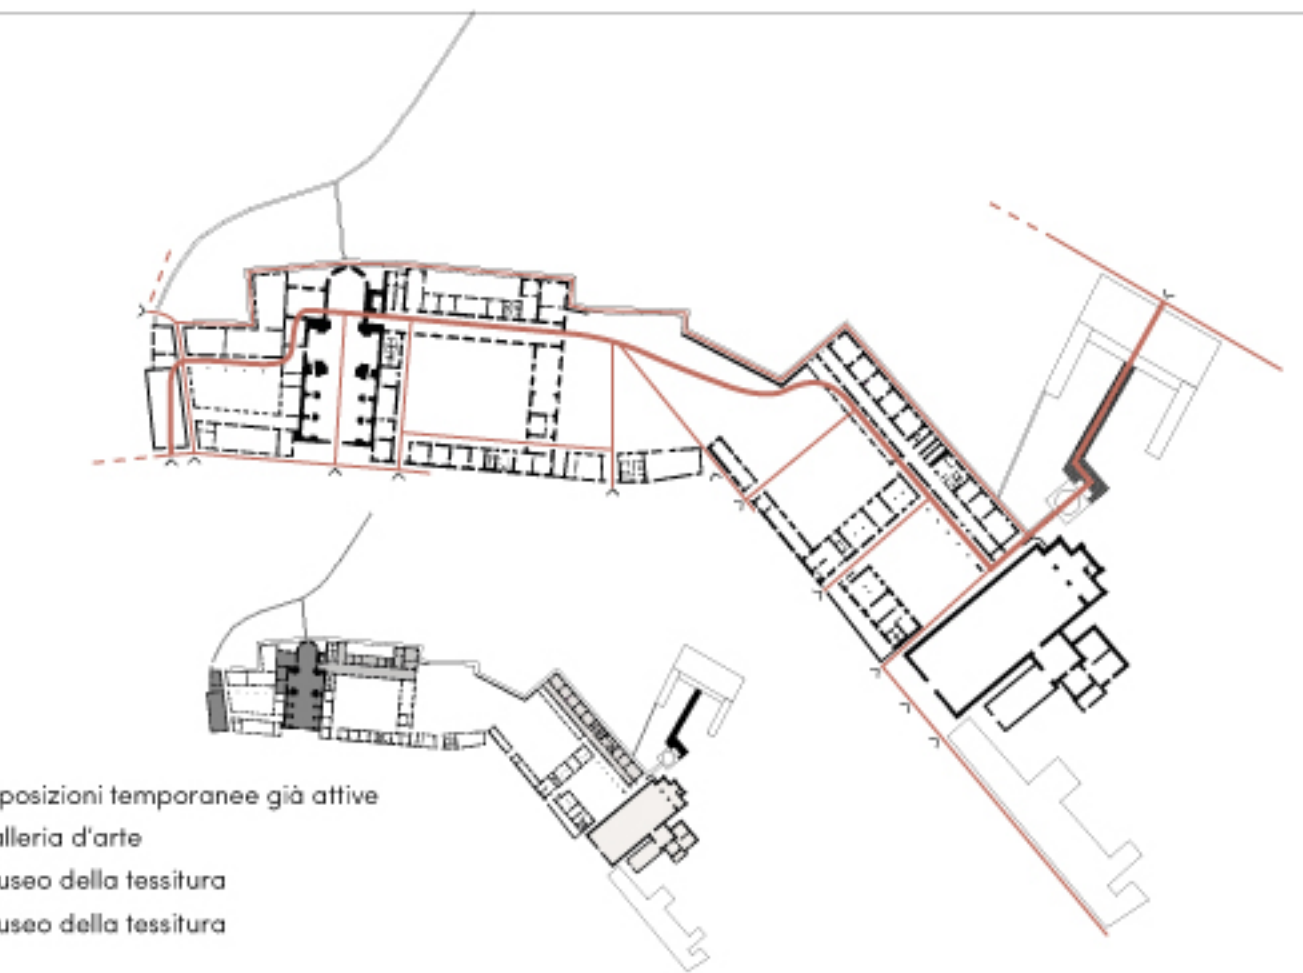 posizioni temporanee già attive
alleria d'arte
useo della tessitura
useo della tessitura